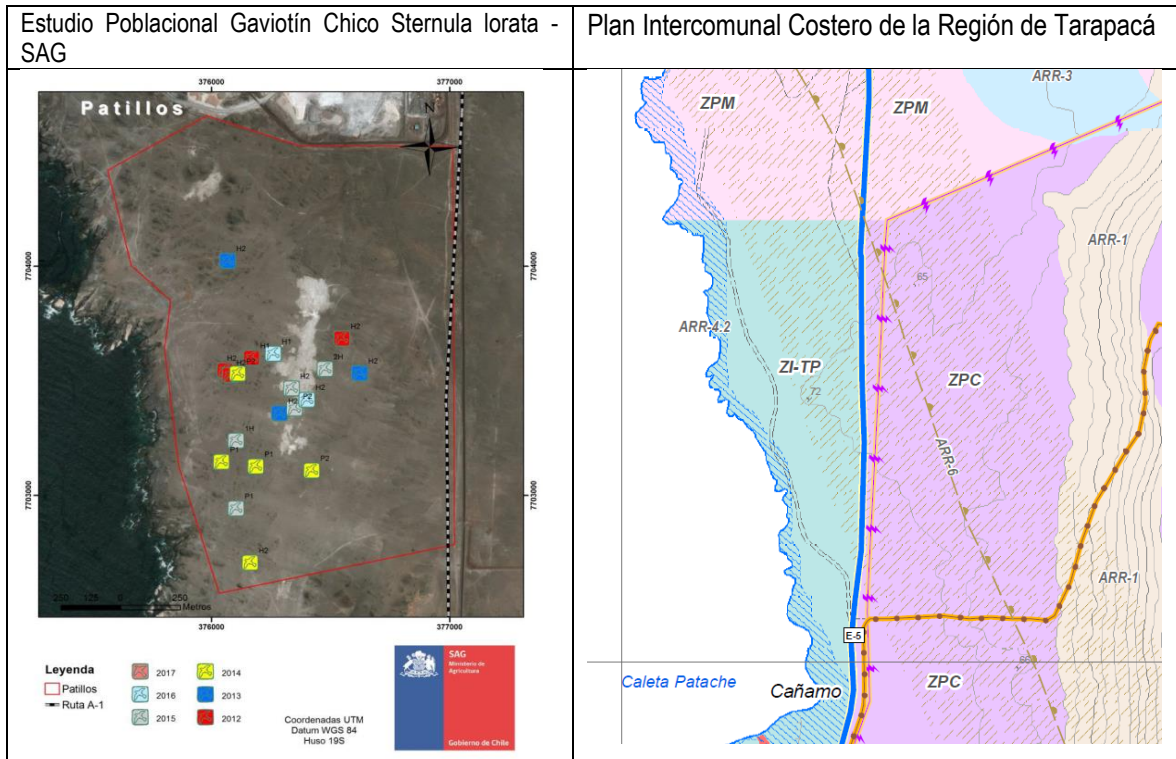 Estudio Poblacional Gaviotín Chico Sternula lorata -
SAG
376000
377000
Patillos
N
7704000
7704000
H2
H2
H1
H1
H2
2H
H2
H2
H2
P2
1H
P1
P1
P2
P1
7703000
7703000
H2
250 125 0 250
Metros
376000
377000
Leyenda
Patillos
Ruta A-1
2017
2016
2015
2014
2013
2012
Coordenadas UTM
Datum WGS 84
Huso 19S
SAG
Ministerio de
Agricultura
Gobierno de Chile
Plan Intercomunal Costero de la Región de Tarapacá
ARR-3
ZPM
ZPM
ARR-1
65
ARR-4.2
ZI-TP
ZPC
72
ARR-6
ARR-1
E-5
66
Caleta Patache
Cáñamo
ZPC